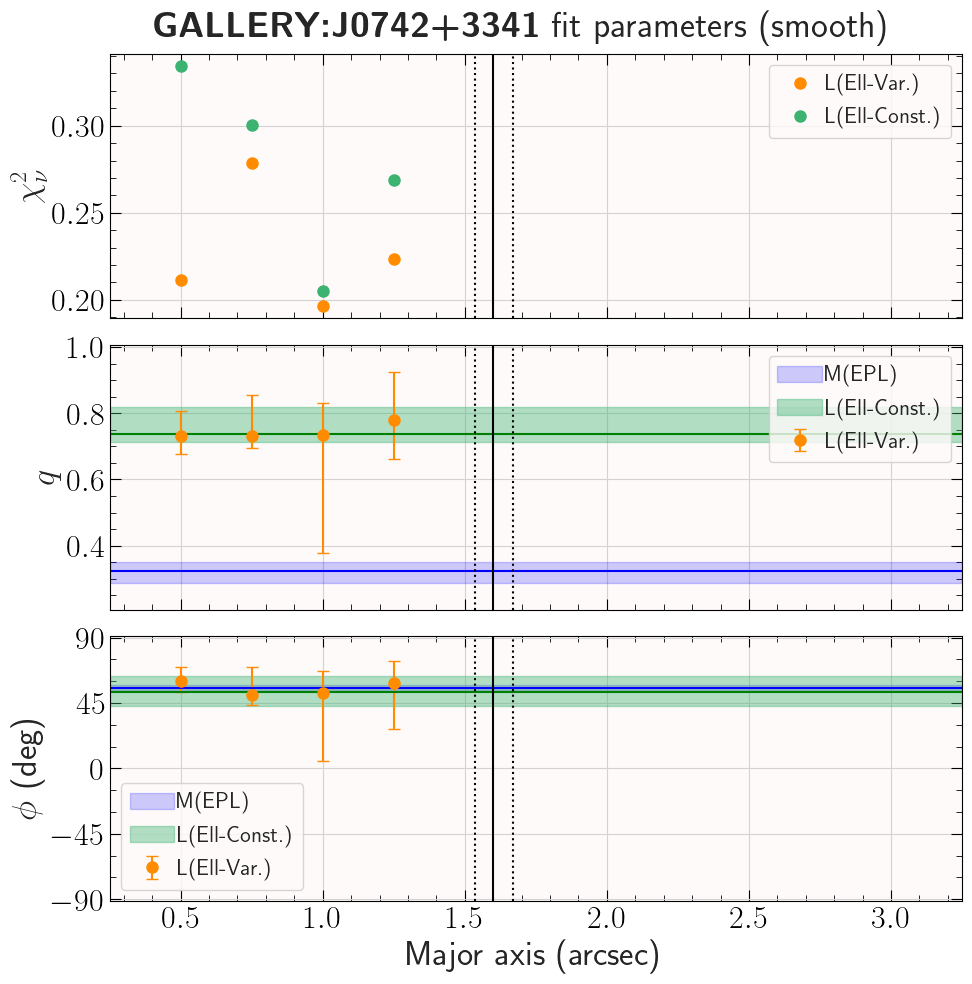 GALLERY:J0742+3341 fit parameters (smooth)
L(Ell-Var.)
L(Ell-Const.)
0.30
0.25
0.20
χ²ᵥ
M(EPL)
L(Ell-Const.)
L(Ell-Var.)
1.0
0.8
0.6
0.4
q
90
45
0
−45
−90
ϕ (deg)
M(EPL)
L(Ell-Const.)
L(Ell-Var.)
0.5 1.0 1.5 2.0 2.5 3.0
Major axis (arcsec)